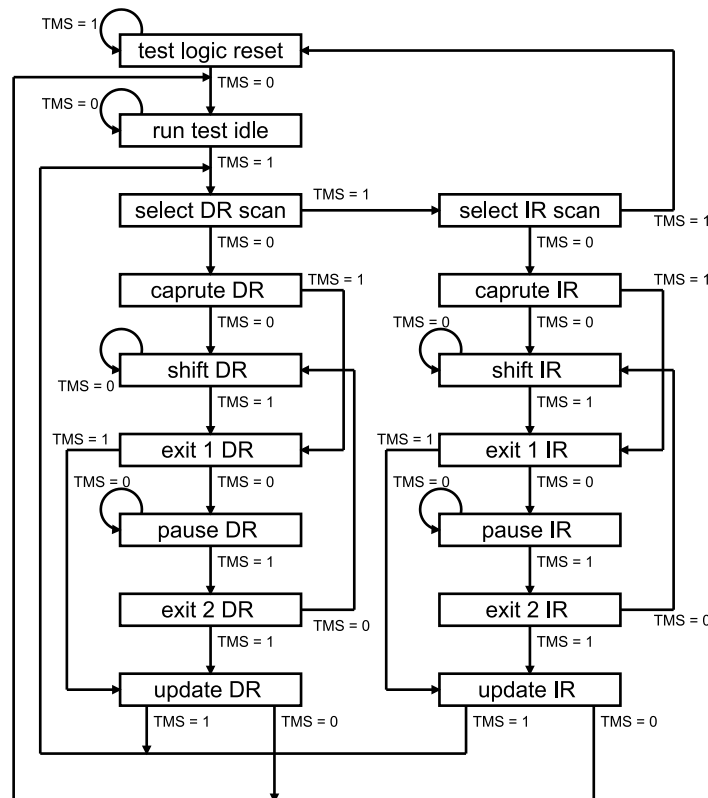 TMS = 1
test logic reset
TMS = 0
TMS = 0
run test idle
TMS = 1
select DR scan
TMS = 1
select IR scan
TMS = 1
TMS = 0
TMS = 0
caprute DR
TMS = 1
caprute IR
TMS = 1
TMS = 0
TMS = 0
TMS = 0
shift DR
shift IR
TMS = 0
TMS = 1
TMS = 1
TMS = 1
exit 1 DR
TMS = 1
exit 1 IR
TMS = 0
TMS = 0
TMS = 0
TMS = 0
pause DR
pause IR
TMS = 1
TMS = 1
exit 2 DR
TMS = 0
exit 2 IR
TMS = 0
TMS = 1
TMS = 1
update DR
update IR
TMS = 1
TMS = 0
TMS = 1
TMS = 0